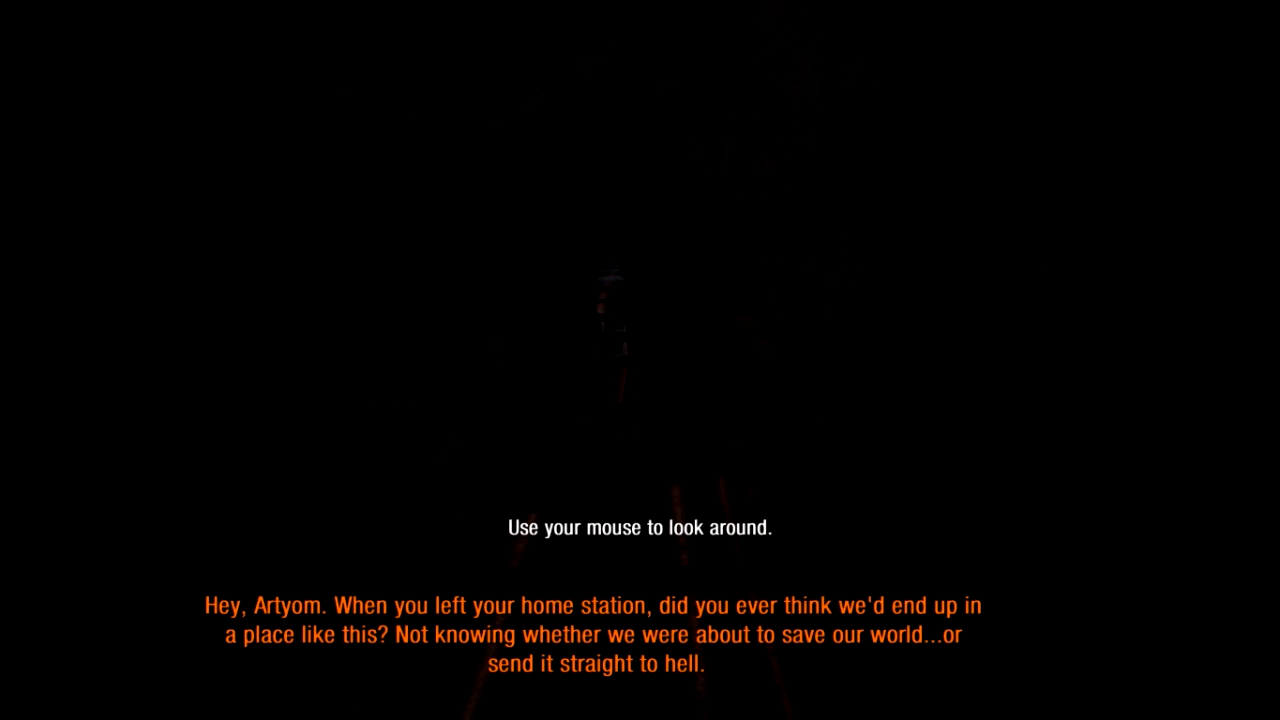 Use your mouse to look around.
Hey, Artyom. When you left your home station, did you ever think we'd end up in
a place like this? Not knowing whether we were about to save our world...or
send it straight to hell.